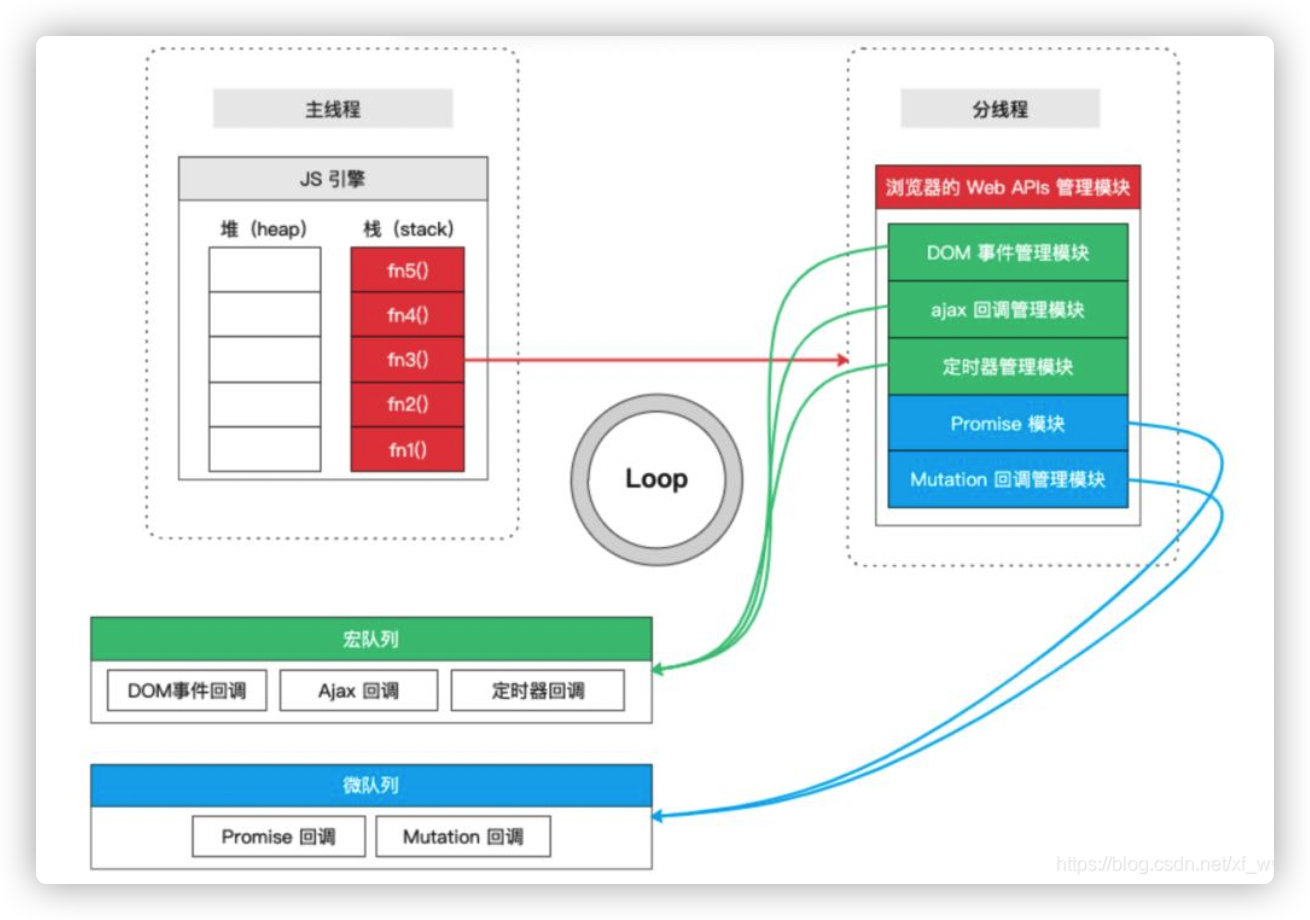 主线程
JS 引擎
堆（heap）
栈（stack）
fn5()
fn4()
fn3()
fn2()
fn1()
Loop
分线程
浏览器的 Web APIs 管理模块
DOM 事件管理模块
ajax 回调管理模块
定时器管理模块
Promise 模块
Mutation 回调管理模块
宏队列
DOM事件回调
Ajax 回调
定时器回调
微队列
Promise 回调
Mutation 回调
https://blog.csdn.net/xf_w